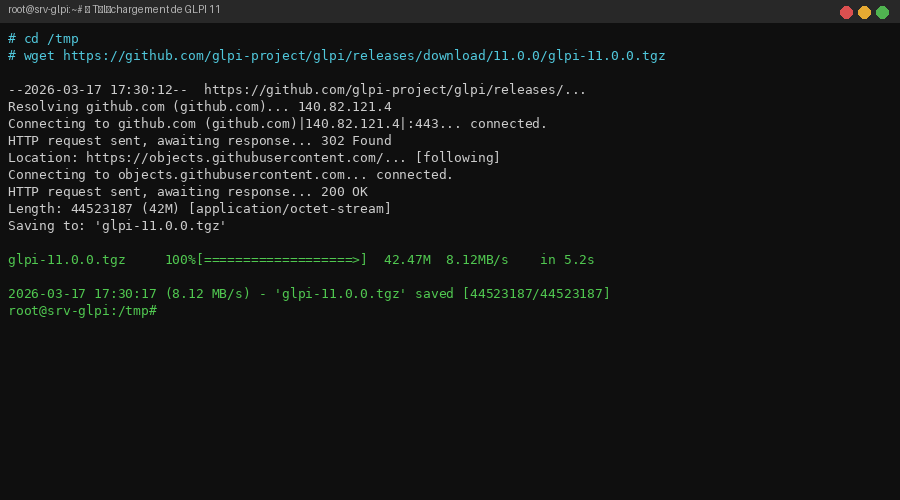 root@srv-glpi:~# □ T□□chargement de GLPI 11
# cd /tmp
# wget https://github.com/glpi-project/glpi/releases/download/11.0.0/glpi-11.0.0.tgz
--2026-03-17 17:30:12--  https://github.com/glpi-project/glpi/releases/...
Resolving github.com (github.com)... 140.82.121.4
Connecting to github.com (github.com)|140.82.121.4|:443... connected.
HTTP request sent, awaiting response... 302 Found
Location: https://objects.githubusercontent.com/... [following]
Connecting to objects.githubusercontent.com... connected.
HTTP request sent, awaiting response... 200 OK
Length: 44523187 (42M) [application/octet-stream]
Saving to: 'glpi-11.0.0.tgz'
glpi-11.0.0.tgz     100%[===================>]  42.47M  8.12MB/s    in 5.2s
2026-03-17 17:30:17 (8.12 MB/s) - 'glpi-11.0.0.tgz' saved [44523187/44523187]
root@srv-glpi:/tmp#